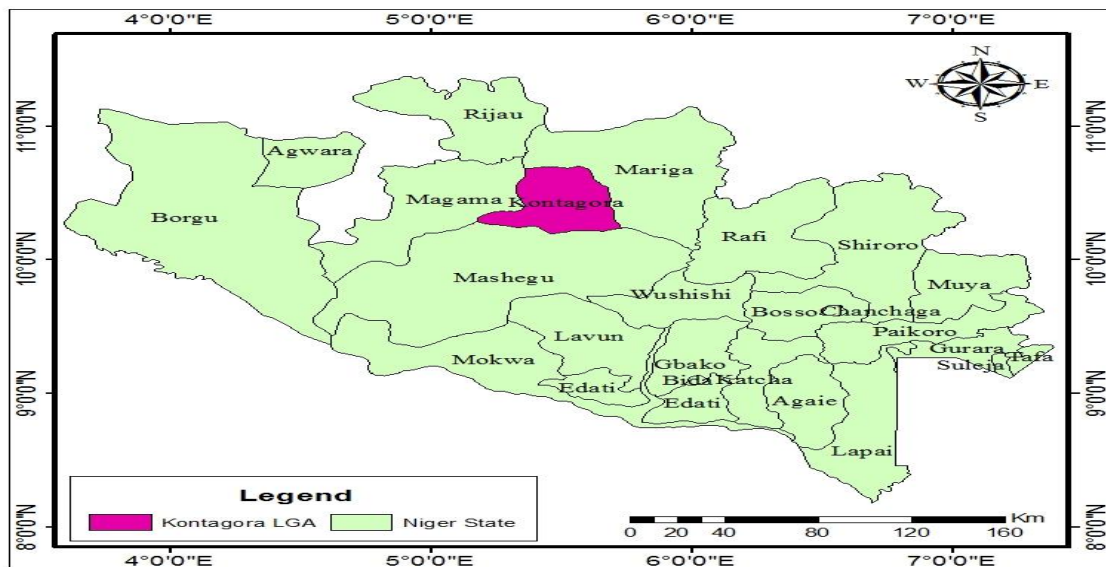 4°0'0"E 5°0'0"E 6°0'0"E 7°0'0"E
N
W E
S
11°0'0"N 11°0'0"N
Rijau
Agwara
Mariga
Magama
Kontagora
Borgu
Rafi
Shiroro
10°0'0"N 10°0'0"N
Mashegu
Muya
Wushishi
Bosso Chanchaga
Lavun
Paikoro
Mokwa
Gbako
Gurara
Suleja Tafa
Bida Katcha
Edati
Edati
Agaie
9°0'0"N 9°0'0"N
Lapai
Legend
Kontagora LGA Niger State
Km
0 20 40 80 120 160
8°0'0"N 8°0'0"N
4°0'0"E 5°0'0"E 6°0'0"E 7°0'0"E